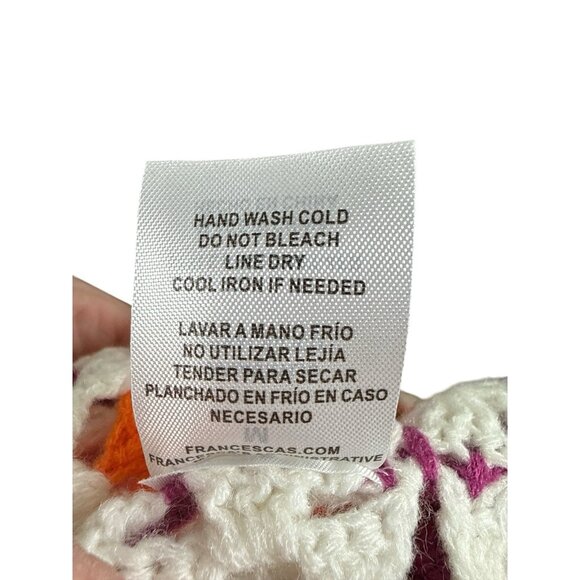 HAND WASH COLD
DO NOT BLEACH
LINE DRY
COOL IRON IF NEEDED
LAVAR A MANO FRÍO
NO UTILIZAR LEJÍA
TENDER PARA SECAR
PLANCHADO EN FRÍO EN CASO
NECESARIO
FRANCESCAS.COM